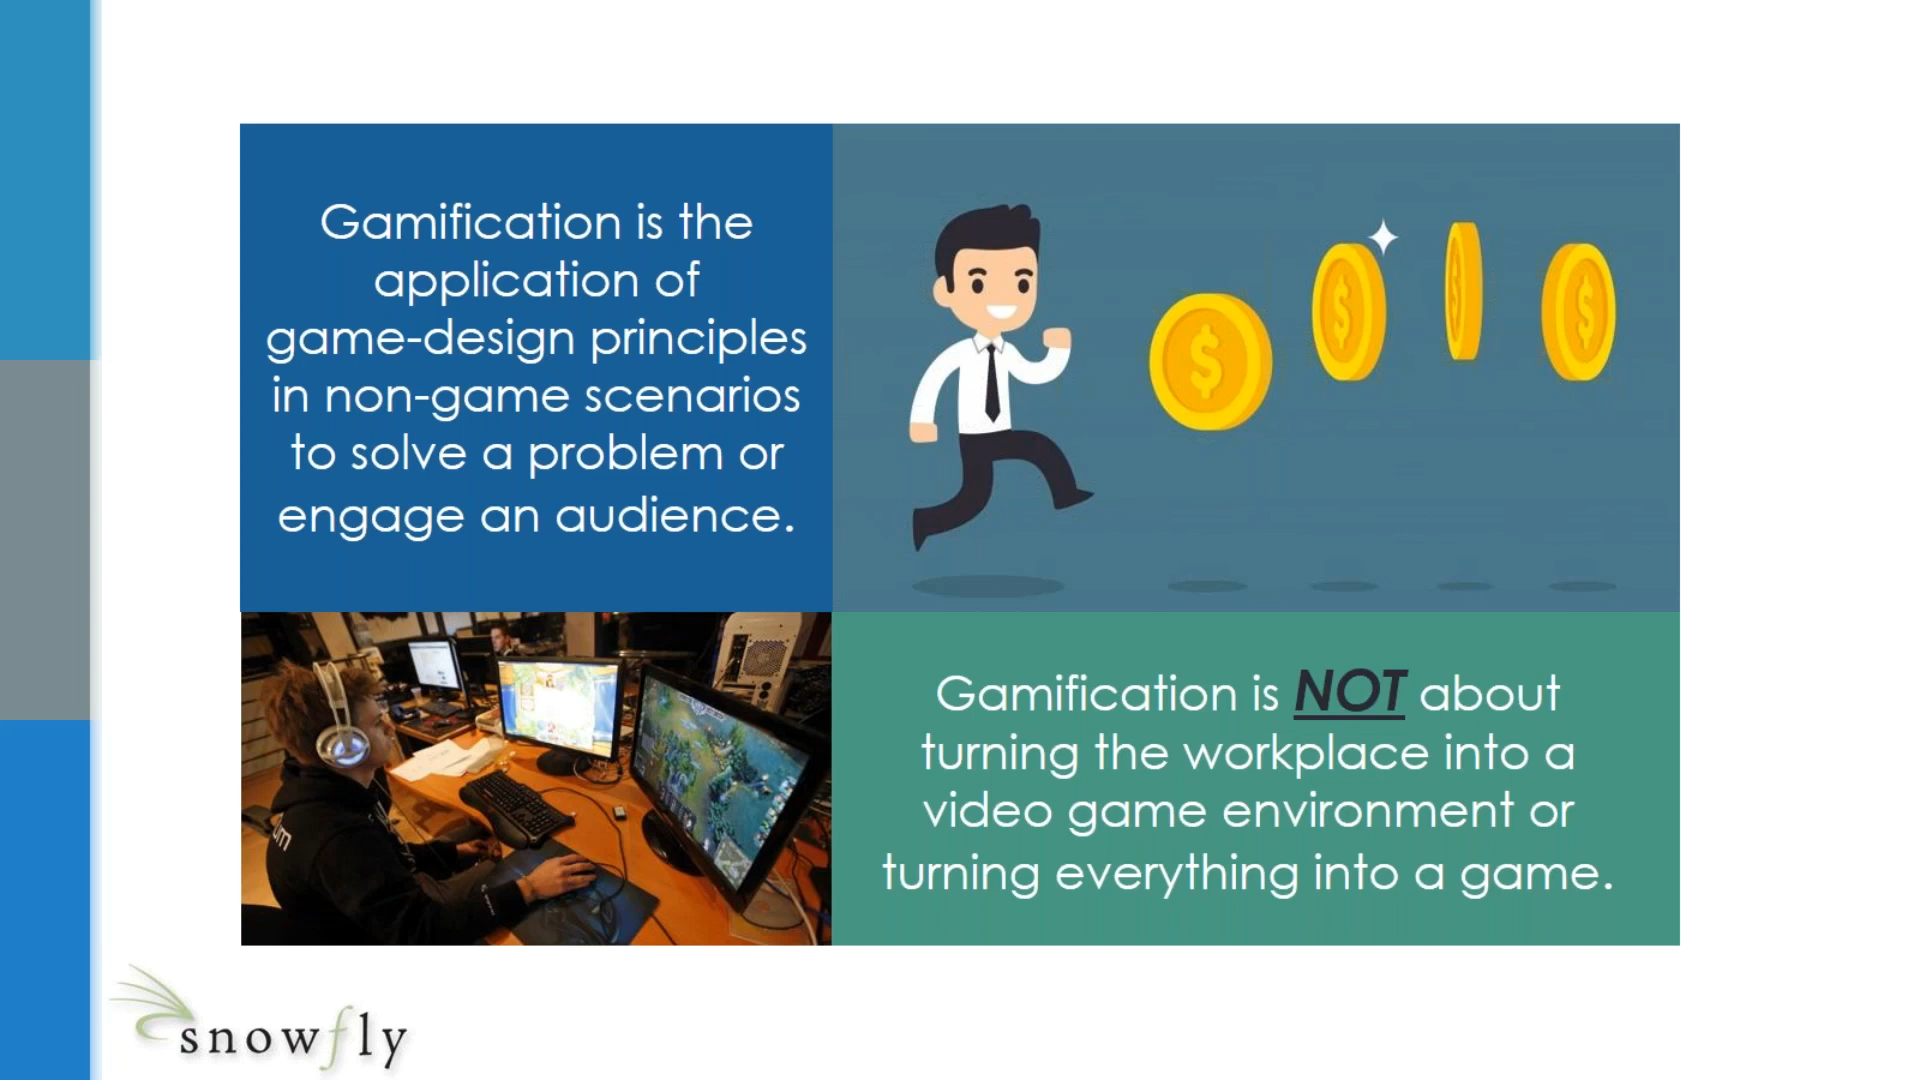 Gamification is the
application of
game-design principles
in non-game scenarios
to solve a problem or
engage an audience.
$
$
$
$
Gamification is NOT about
turning the workplace into a
video game environment or
turning everything into a game.
um
snowfly